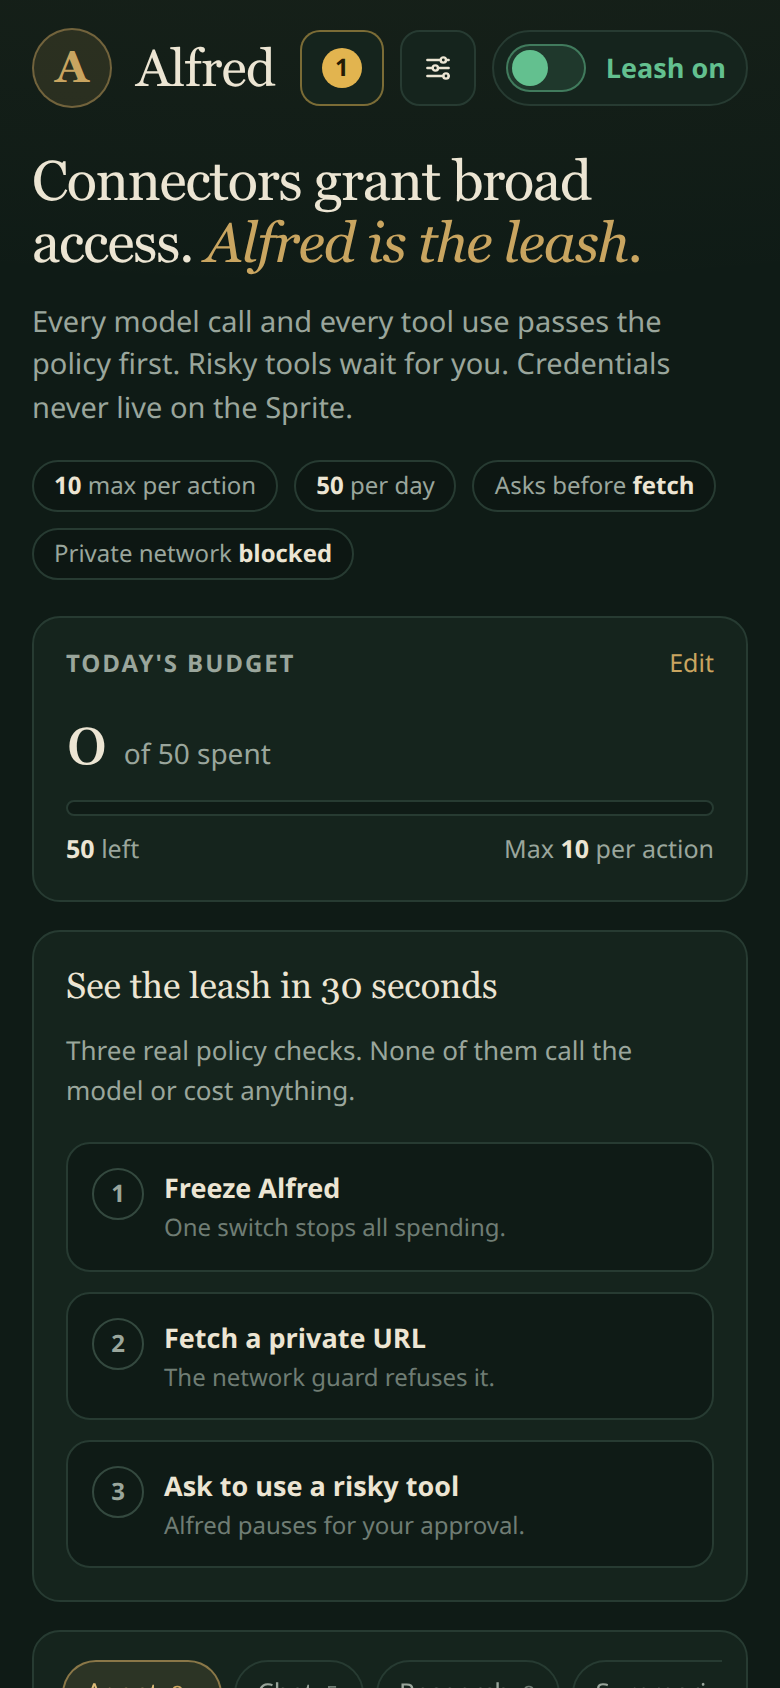 A Alfred 1 Leash on
Connectors grant broad
access. Alfred is the leash.
Every model call and every tool use passes the
policy first. Risky tools wait for you. Credentials
never live on the Sprite.
10 max per action 50 per day Asks before fetch
Private network blocked
TODAY'S BUDGET Edit
0 of 50 spent
50 left Max 10 per action
See the leash in 30 seconds
Three real policy checks. None of them call the
model or cost anything.
1 Freeze Alfred
One switch stops all spending.
2 Fetch a private URL
The network guard refuses it.
3 Ask to use a risky tool
Alfred pauses for your approval.